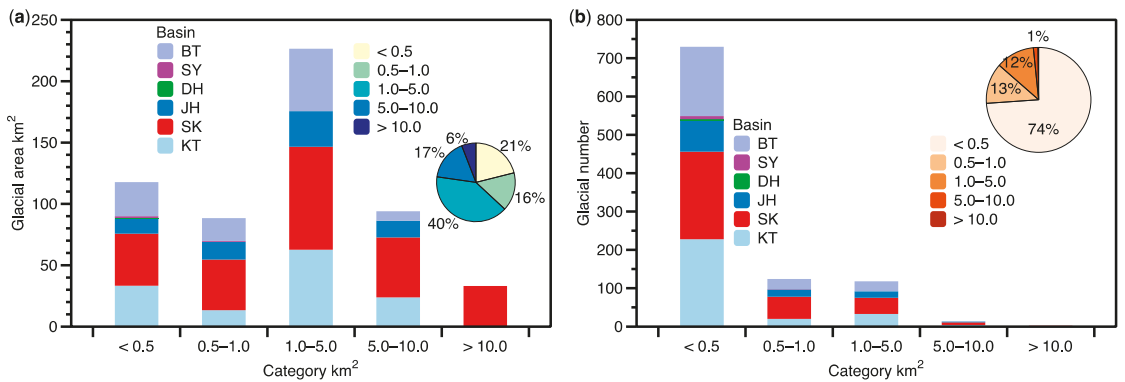 (a)
250
200
150
100
50
0
Glacial area km²
Basin
BT
SY
DH
JH
SK
KT
< 0.5
0.5–1.0
1.0–5.0
5.0–10.0
> 10.0
6%
21%
17%
16%
40%
< 0.5 0.5–1.0 1.0–5.0 5.0–10.0 > 10.0
Category km²
(b)
800
700
600
500
400
300
200
100
0
Glacial number
Basin
BT
SY
DH
JH
SK
KT
< 0.5
0.5–1.0
1.0–5.0
5.0–10.0
> 10.0
1%
12%
13%
74%
< 0.5 0.5–1.0 1.0–5.0 5.0–10.0 > 10.0
Category km²